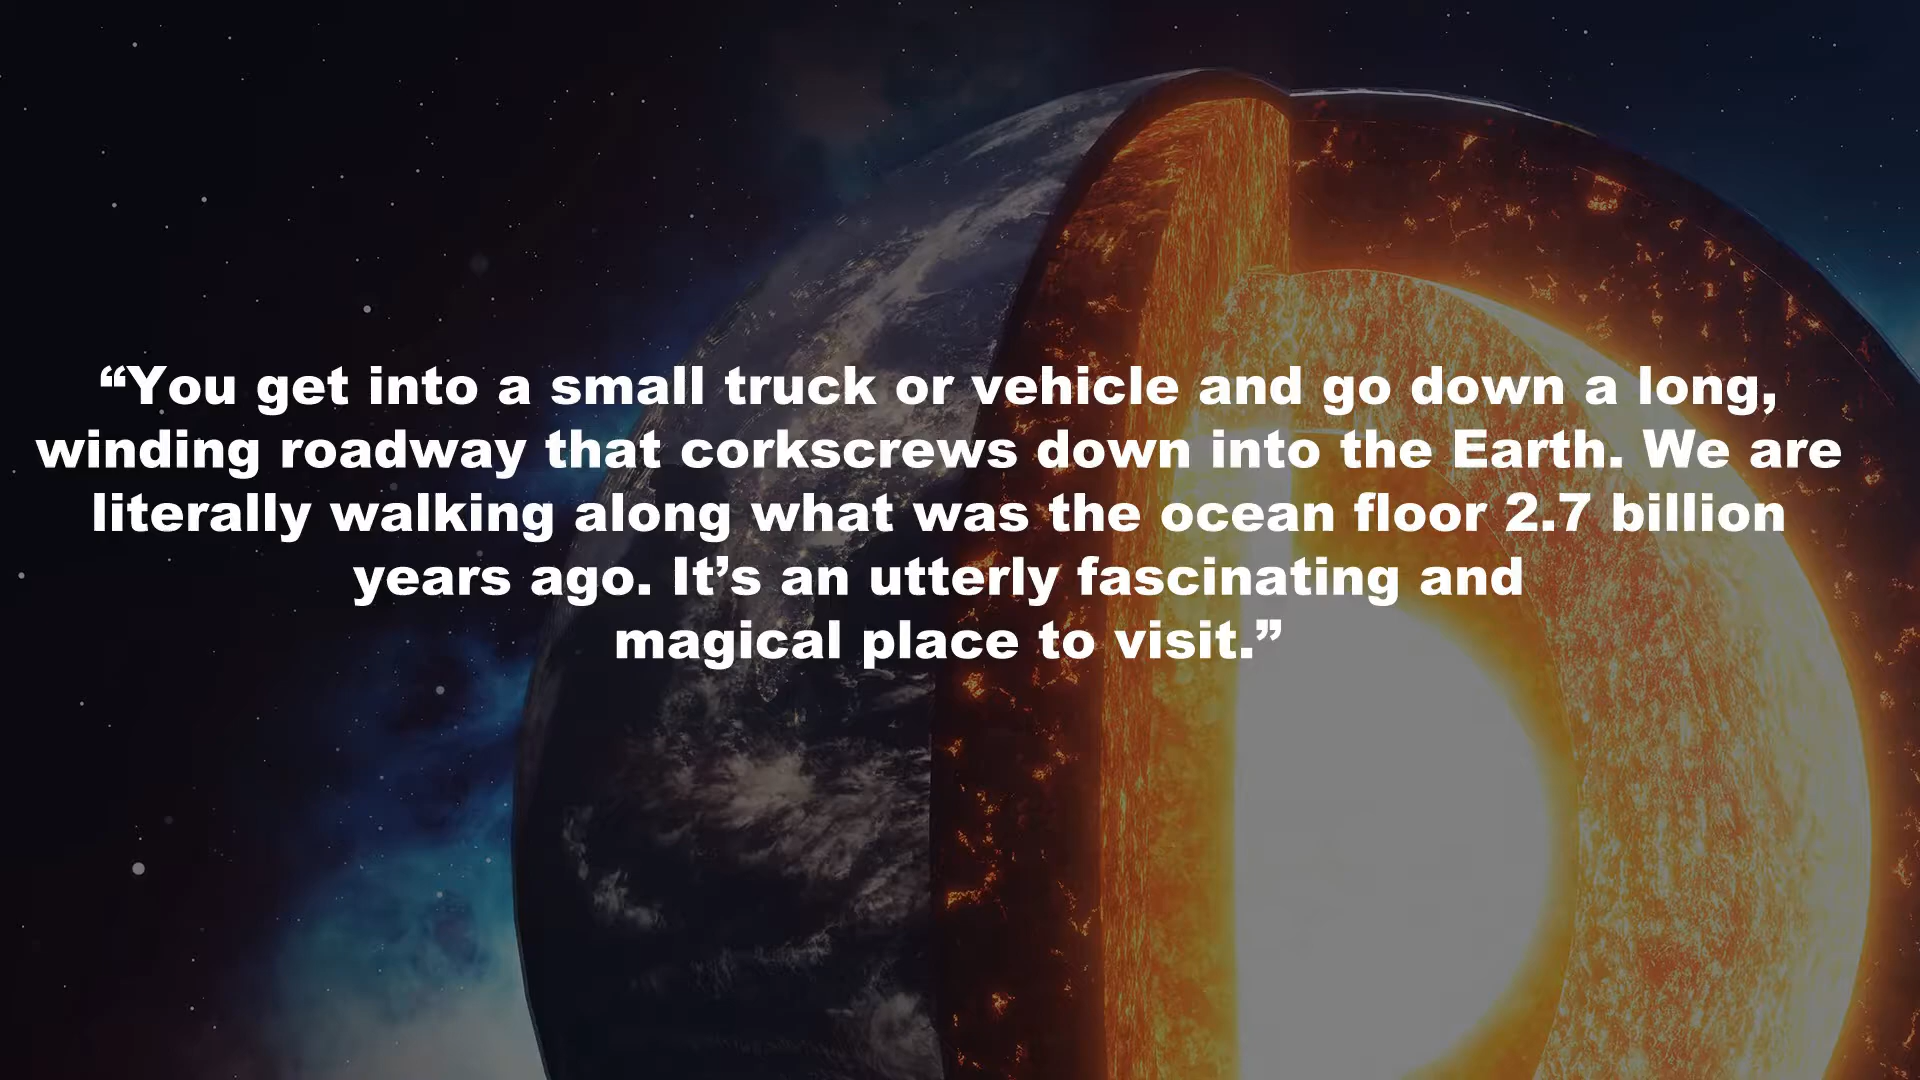 “You get into a small truck or vehicle and go down a long,
winding roadway that corkscrews down into the Earth. We are
literally walking along what was the ocean floor 2.7 billion
years ago. It’s an utterly fascinating and
magical place to visit.”